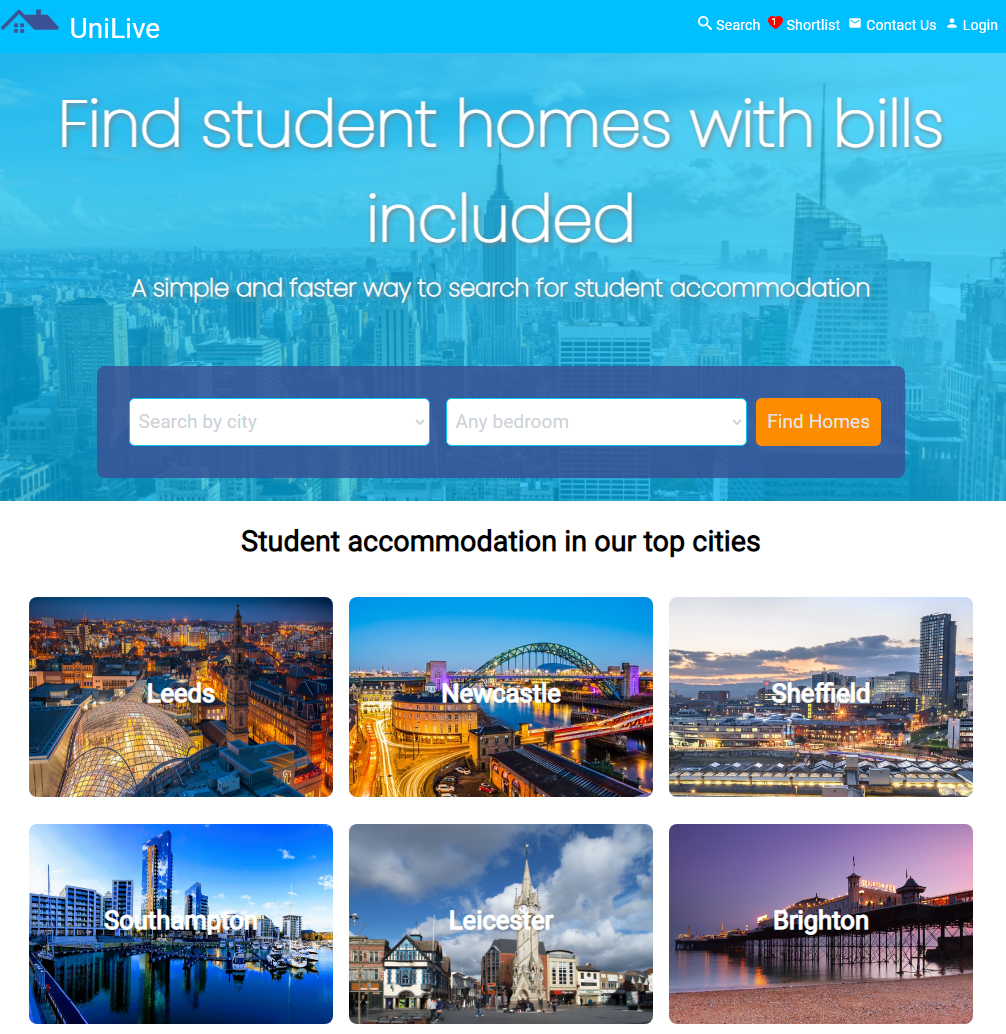 UniLive
Search 1 Shortlist Contact Us Login
Find student homes with bills
included
A simple and faster way to search for student accommodation
Search by city
Any bedroom
Find Homes
Student accommodation in our top cities
Leeds
Newcastle
Sheffield
Southampton
Leicester
Brighton